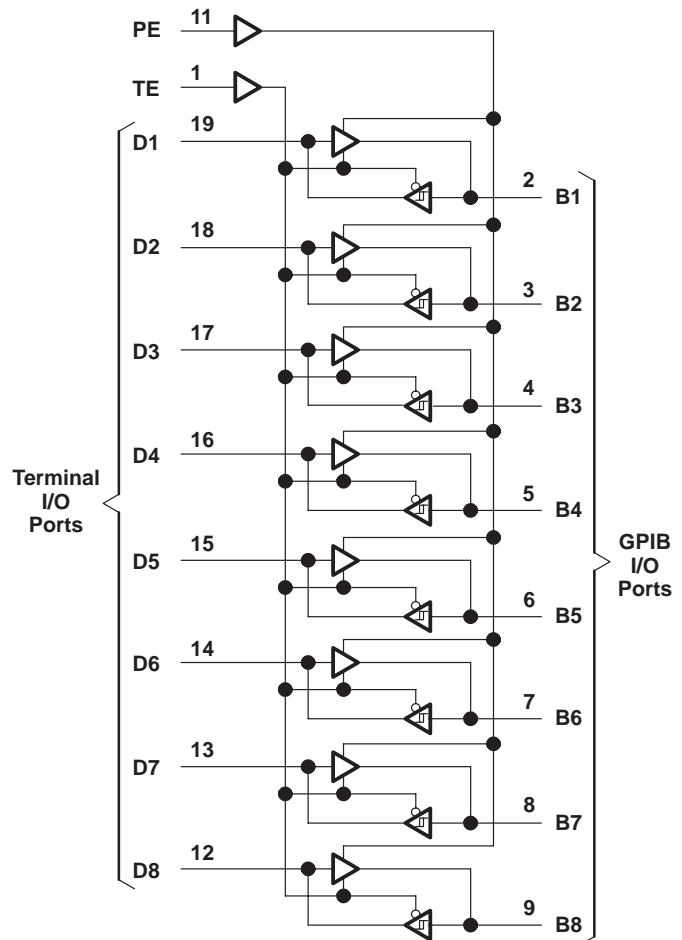 PE 11
TE 1
D1 19
2 B1
D2 18
3 B2
D3 17
4 B3
D4 16
Terminal
I/O
Ports
5 B4
D5 15
GPIB
I/O
Ports
6 B5
D6 14
7 B6
D7 13
8 B7
D8 12
9 B8